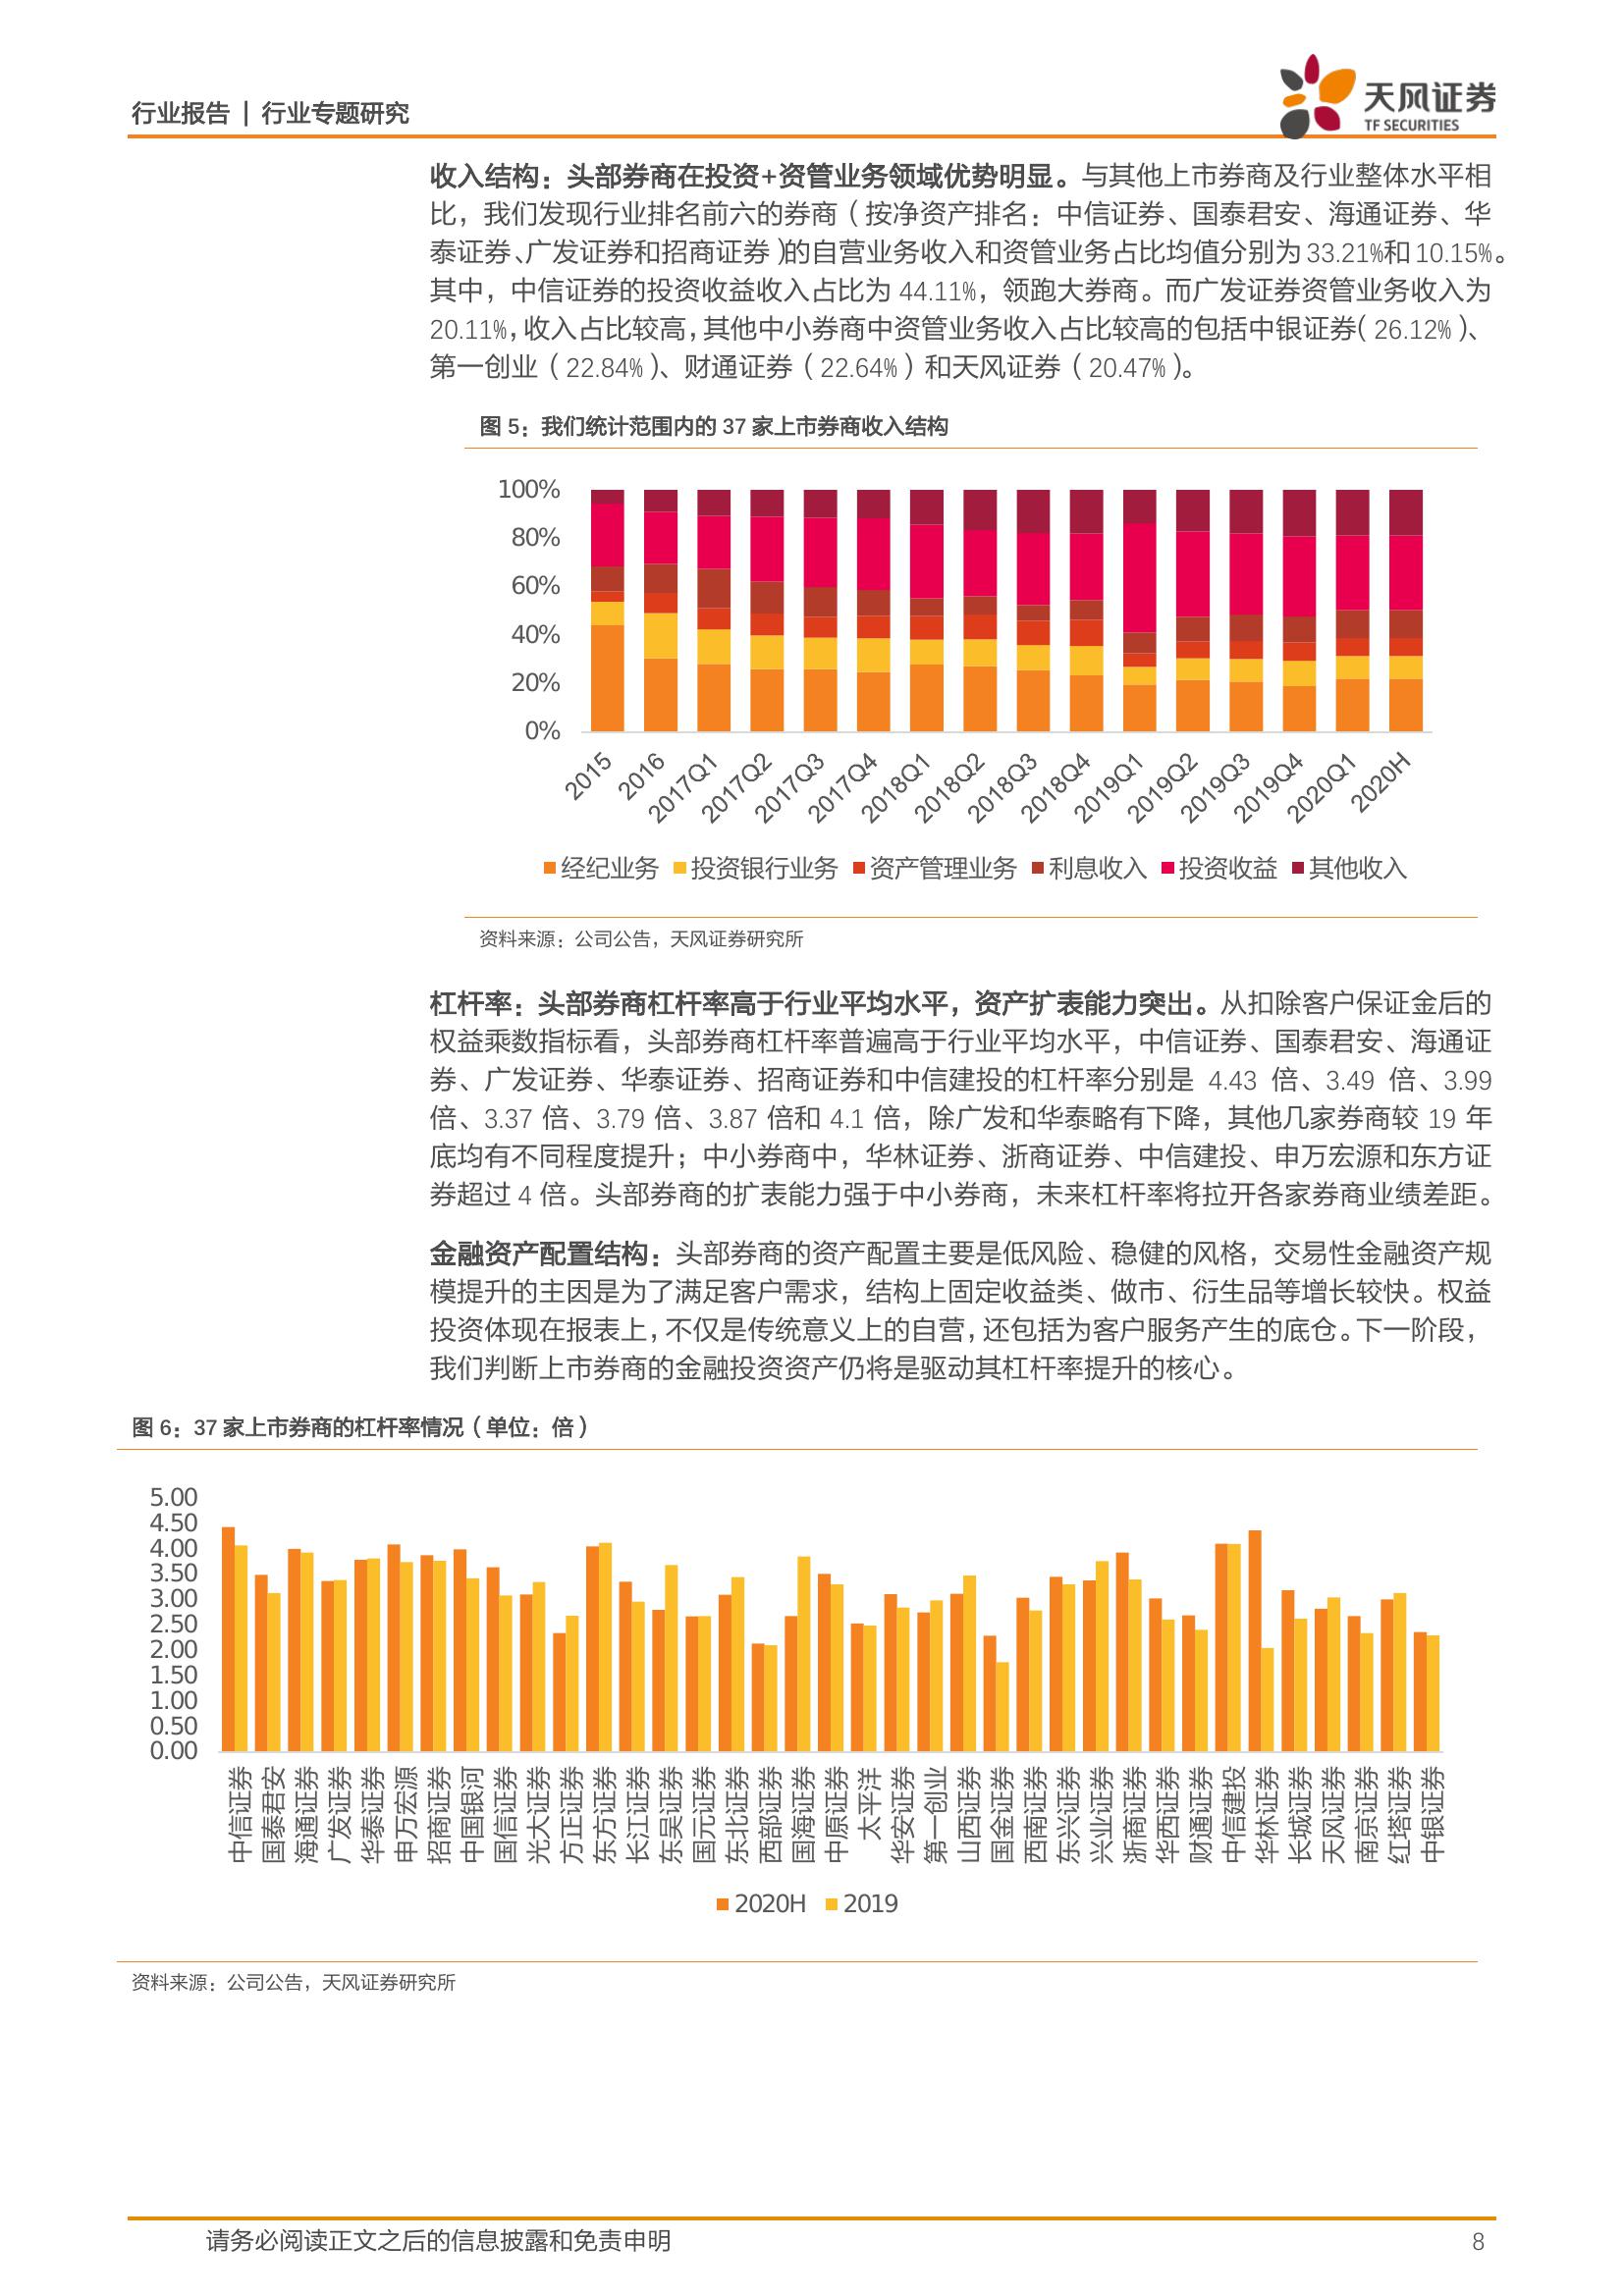 行业报告 | 行业专题研究
天风证券
TF SECURITIES
收入结构：头部券商在投资+资管业务领域优势明显。与其他上市券商及行业整体水平相
比，我们发现行业排名前六的券商（按净资产排名：中信证券、国泰君安、海通证券、华
泰证券、广发证券和招商证券）的自营业务收入和资管业务占比均值分别为 33.21%和 10.15%。
其中，中信证券的投资收益收入占比为 44.11%，领跑大券商。而广发证券资管业务收入为
20.11%，收入占比较高，其他中小券商中资管业务收入占比较高的包括中银证券（26.12%）、
第一创业（22.84%）、财通证券（22.64%）和天风证券（20.47%）。
图 5：我们统计范围内的 37 家上市券商收入结构
100%
80%
60%
40%
20%
0%
2015 2016 2017Q1 2017Q2 2017Q3 2017Q4 2018Q1 2018Q2 2018Q3 2018Q4 2019Q1 2019Q2 2019Q3 2019Q4 2020Q1 2020H
经纪业务 投资银行业务 资产管理业务 利息收入 投资收益 其他收入
资料来源：公司公告，天风证券研究所
杠杆率：头部券商杠杆率高于行业平均水平，资产扩表能力突出。从扣除客户保证金后的
权益乘数指标看，头部券商杠杆率普遍高于行业平均水平，中信证券、国泰君安、海通证
券、广发证券、华泰证券、招商证券和中信建投的杠杆率分别是 4.43 倍、3.49 倍、3.99
倍、3.37 倍、3.79 倍、3.87 倍和 4.1 倍，除广发和华泰略有下降，其他几家券商较 19 年
底均有不同程度提升；中小券商中，华林证券、浙商证券、中信建投、申万宏源和东方证
券超过 4 倍。头部券商的扩表能力强于中小券商，未来杠杆率将拉开各家券商业绩差距。
金融资产配置结构：头部券商的资产配置主要是低风险、稳健的风格，交易性金融资产规
模提升的主因是为了满足客户需求，结构上固定收益类、做市、衍生品等增长较快。权益
投资体现在报表上，不仅是传统意义上的自营，还包括为客户服务产生的底仓。下一阶段，
我们判断上市券商的金融投资资产仍将是驱动其杠杆率提升的核心。
图 6：37 家上市券商的杠杆率情况（单位：倍）
5.00
4.50
4.00
3.50
3.00
2.50
2.00
1.50
1.00
0.50
0.00
中信证券 国泰君安 海通证券 广发证券 华泰证券 申万宏源 招商证券 中国银河 国信证券 光大证券 方正证券 东方证券 长江证券 东吴证券 国元证券 东北证券 西部证券 国海证券 中原证券 太平洋 华安证券 第一创业 山西证券 国金证券 西南证券 东兴证券 兴业证券 浙商证券 华西证券 财通证券 中信建投 华林证券 长城证券 天风证券 南京证券 红塔证券 中银证券
2020H 2019
资料来源：公司公告，天风证券研究所
请务必阅读正文之后的信息披露和免责申明
8